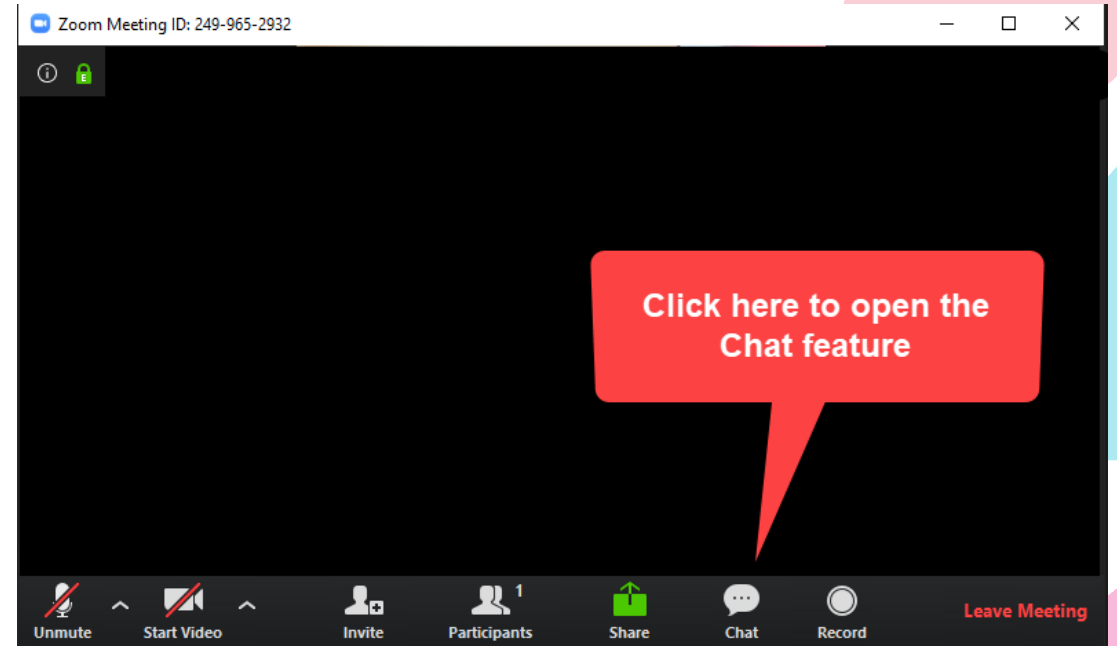 Zoom Meeting ID: 249-965-2932
E
Click here to open the
Chat feature
1
Unmute Start Video Invite Participants Share Chat Record Leave Meeting